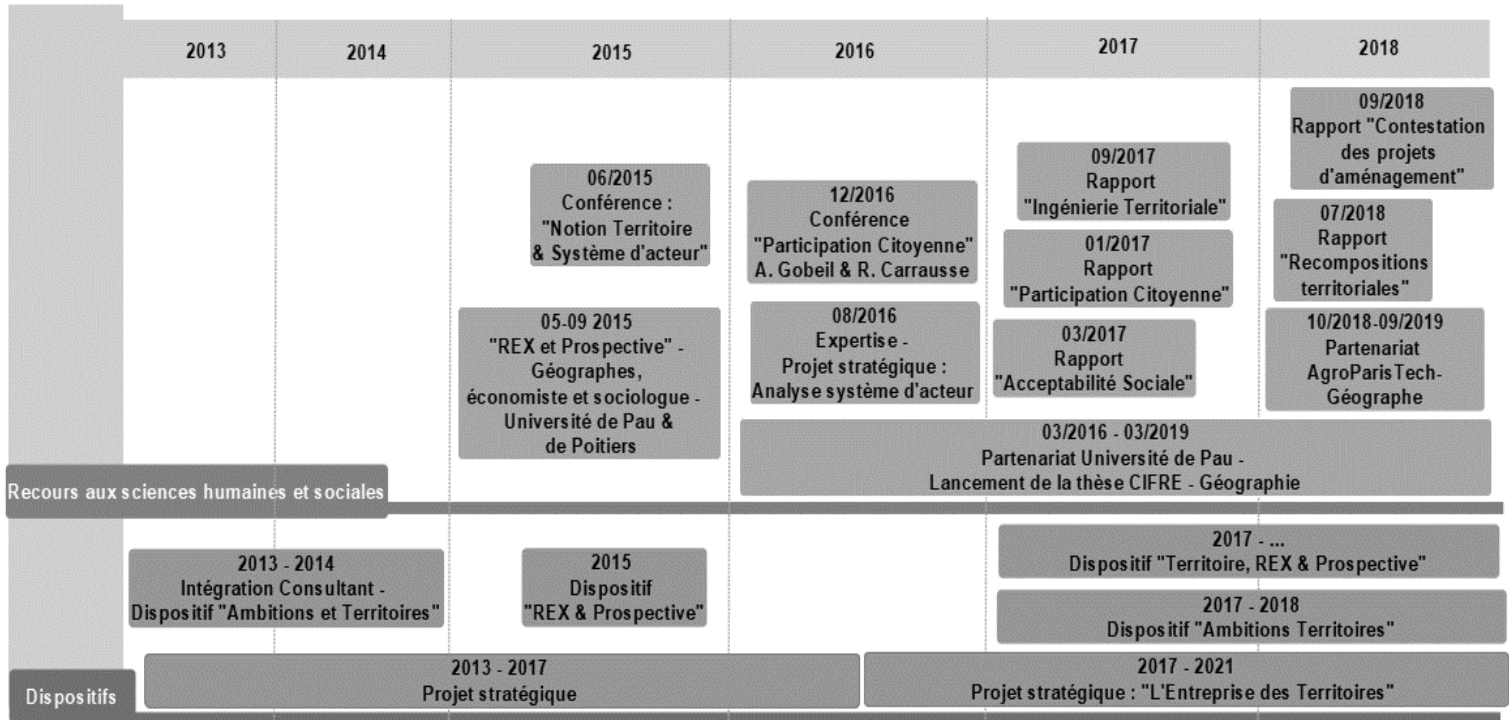 2013
2014
2015
2016
2017
2018
06/2015
Conférence :
"Notion Territoire
& Système d'acteur"
05-09 2015
"REX et Prospective" -
Géographes,
économiste et sociologue -
Université de Pau &
de Poitiers
12/2016
Conférence
"Participation Citoyenne"
A. Gobeil & R. Carrausse
08/2016
Expertise -
Projet stratégique :
Analyse système d'acteur
09/2017
Rapport
"Ingénierie Territoriale"
01/2017
Rapport
"Participation Citoyenne"
03/2017
Rapport
"Acceptabilité Sociale"
09/2018
Rapport "Contestation
des projets
d'aménagement"
07/2018
Rapport
"Recompositions
territoriales"
10/2018-09/2019
Partenariat
AgroParisTech-
Géographe
03/2016 - 03/2019
Partenariat Université de Pau -
Lancement de la thèse CIFRE - Géographie
Recours aux sciences humaines et sociales
2013 - 2014
Intégration Consultant -
Dispositif "Ambitions et Territoires"
2015
Dispositif
"REX & Prospective"
2017 - ...
Dispositif "Territoire, REX & Prospective"
2017 - 2018
Dispositif "Ambitions Territoires"
2013 - 2017
Projet stratégique
2017 - 2021
Projet stratégique : "L'Entreprise des Territoires"
Dispositifs